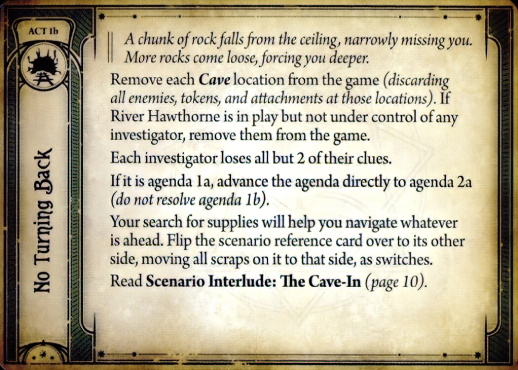 ACT 1b
No Turning Back
A chunk of rock falls from the ceiling, narrowly missing you.
More rocks come loose, forcing you deeper.
Remove each Cave location from the game (discarding
all enemies, tokens, and attachments at those locations). If
River Hawthorne is in play but not under control of any
investigator, remove them from the game.
Each investigator loses all but 2 of their clues.
If it is agenda 1a, advance the agenda directly to agenda 2a
(do not resolve agenda 1b).
Your search for supplies will help you navigate whatever
is ahead. Flip the scenario reference card over to its other
side, moving all scraps on it to that side, as switches.
Read Scenario Interlude: The Cave-In (page 10).